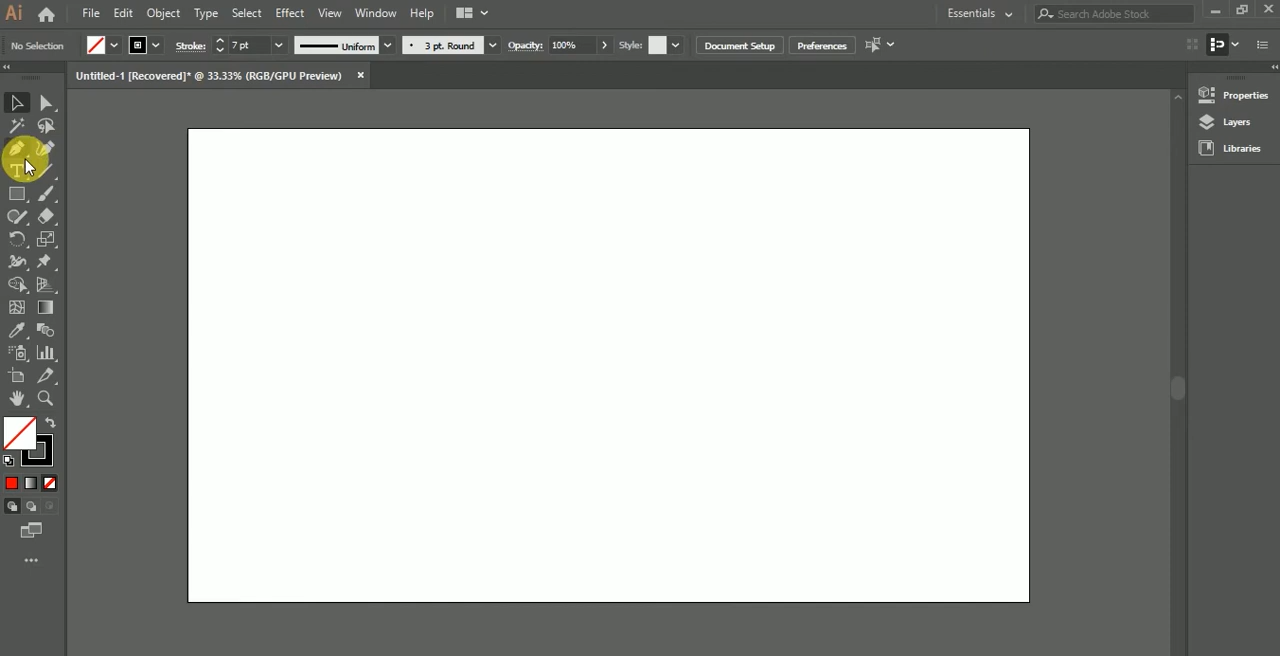 Ai File Edit Object Type Select Effect View Window Help Essentials Search Adobe Stock
No Selection Stroke: 7 pt Uniform 3 pt. Round Opacity: 100% Style: Document Setup Preferences
Untitled-1 [Recovered]* @ 33.33% (RGB/GPU Preview)
Properties
Layers
Libraries